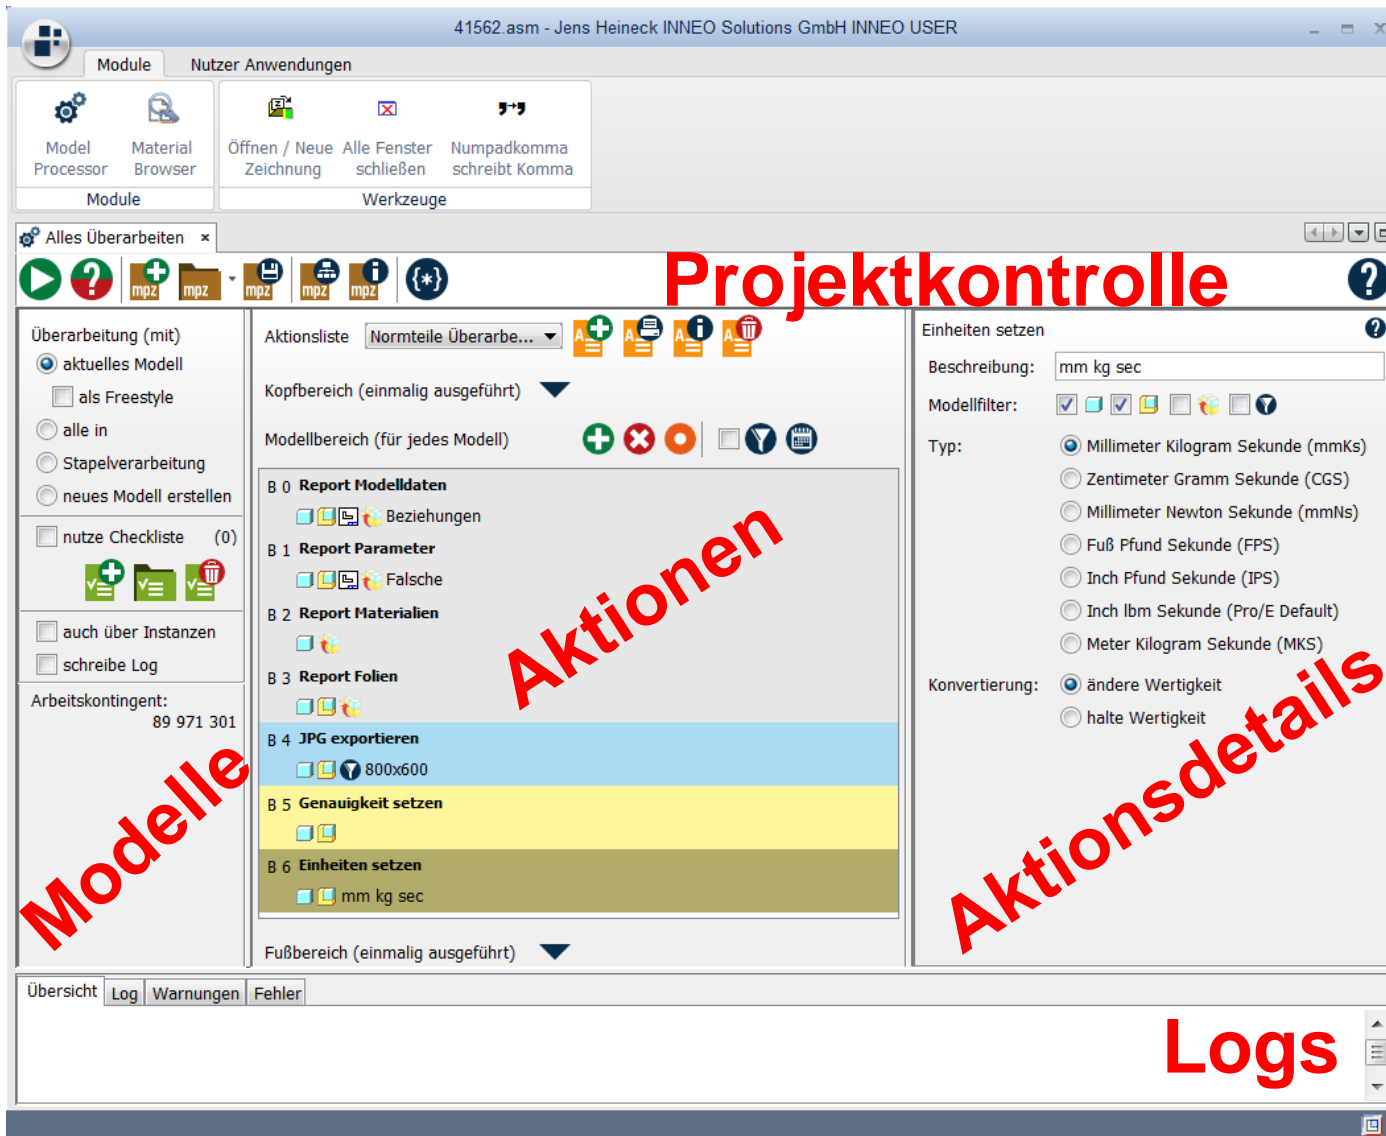 41562.asm - Jens Heineck INNEO Solutions GmbH INNEO USER
Module Nutzer Anwendungen
Model Processor
Material Browser
Öffnen / Neue Zeichnung
Alle Fenster schließen
Numpadkomma schreibt Komma
Module
Werkzeuge
Alles Überarbeiten
mpz mpz mpz mpz mpz {*}
Projektkontrolle
Überarbeitung (mit)
aktuelles Modell
als Freestyle
alle in
Stapelverarbeitung
neues Modell erstellen
nutze Checkliste (0)
auch über Instanzen
schreibe Log
Arbeitskontingent:
89 971 301
Modelle
Aktionsliste Normteile Überarbe...
Kopfbereich (einmalig ausgeführt)
Modellbereich (für jedes Modell)
B 0 Report Modelldaten
Beziehungen
B 1 Report Parameter
Falsche
B 2 Report Materialien
B 3 Report Folien
B 4 JPG exportieren
800x600
B 5 Genauigkeit setzen
B 6 Einheiten setzen
mm kg sec
Fußbereich (einmalig ausgeführt)
Aktionen
Einheiten setzen
Beschreibung: mm kg sec
Modellfilter:
Typ: Millimeter Kilogram Sekunde (mmKs)
Zentimeter Gramm Sekunde (CGS)
Millimeter Newton Sekunde (mmNs)
Fuß Pfund Sekunde (FPS)
Inch Pfund Sekunde (IPS)
Inch lbm Sekunde (Pro/E Default)
Meter Kilogram Sekunde (MKS)
Konvertierung: ändere Wertigkeit
halte Wertigkeit
Aktionsdetails
Übersicht Log Warnungen Fehler
Logs